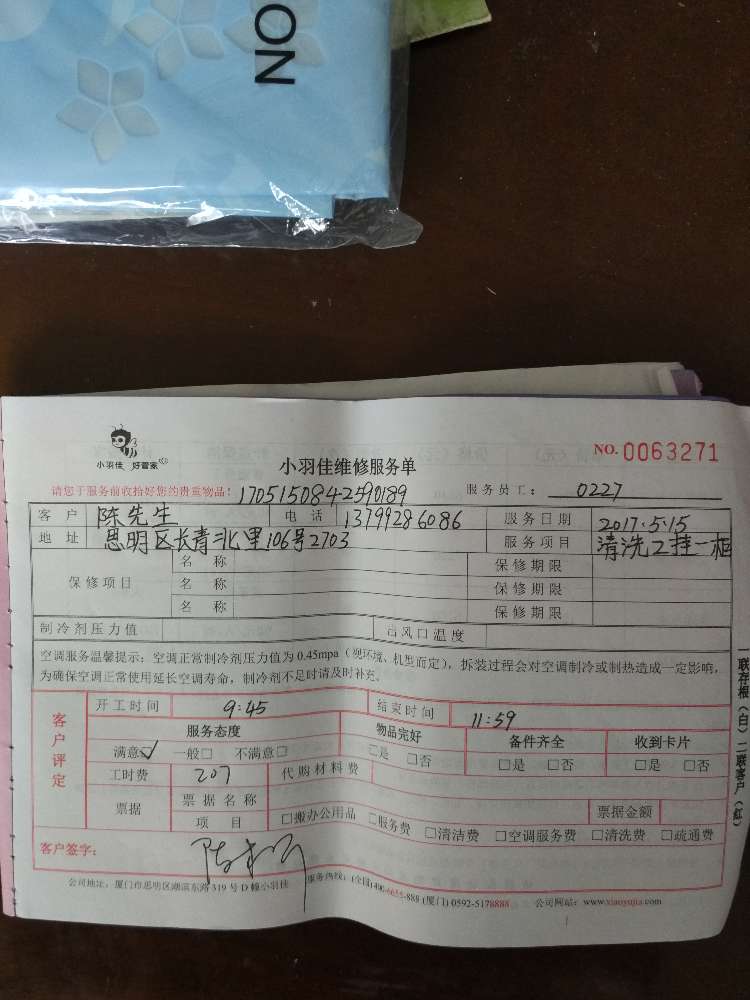 ON
小羽佳 好管家
小羽佳维修服务单
NO. 0063271
请您于服务前收拾好您的贵重物品: 1705150842590189 服务员工: 0227
客户 陈先生 电话 13799286086 服务日期 2017.5.15
地址 思明区长青北里106号2703 服务项目 清洗2挂一柜
保修项目
名称 保修期限
名称 保修期限
名称 保修期限
制冷剂压力值 出风口温度
空调服务温馨提示：空调正常制冷剂压力值为0.45mpa（视环境、机型而定），拆装过程会对空调制冷或制热造成一定影响，
为确保空调正常使用延长空调寿命，制冷剂不足时请及时补充。
客户评定
开工时间 9:45 结束时间 11:59
服务态度 物品完好 备件齐全 收到卡片
满意☑ 一般□ 不满意□ □是 □否 □是 □否 □是 □否
工时费 207 代购材料费
票据 票据名称 票据金额
项目 □搬办公用品 □服务费 □清洁费 □空调服务费 □清洗费 □疏通费
客户签字:
公司地址：厦门市思明区湖滨东路319号D幢小羽佳 服务热线：(全国)400-6655-889 (厦门) 0592-5178888 公司网站：www.xiaoyujia.com
一联存根（白）二联客户（红）